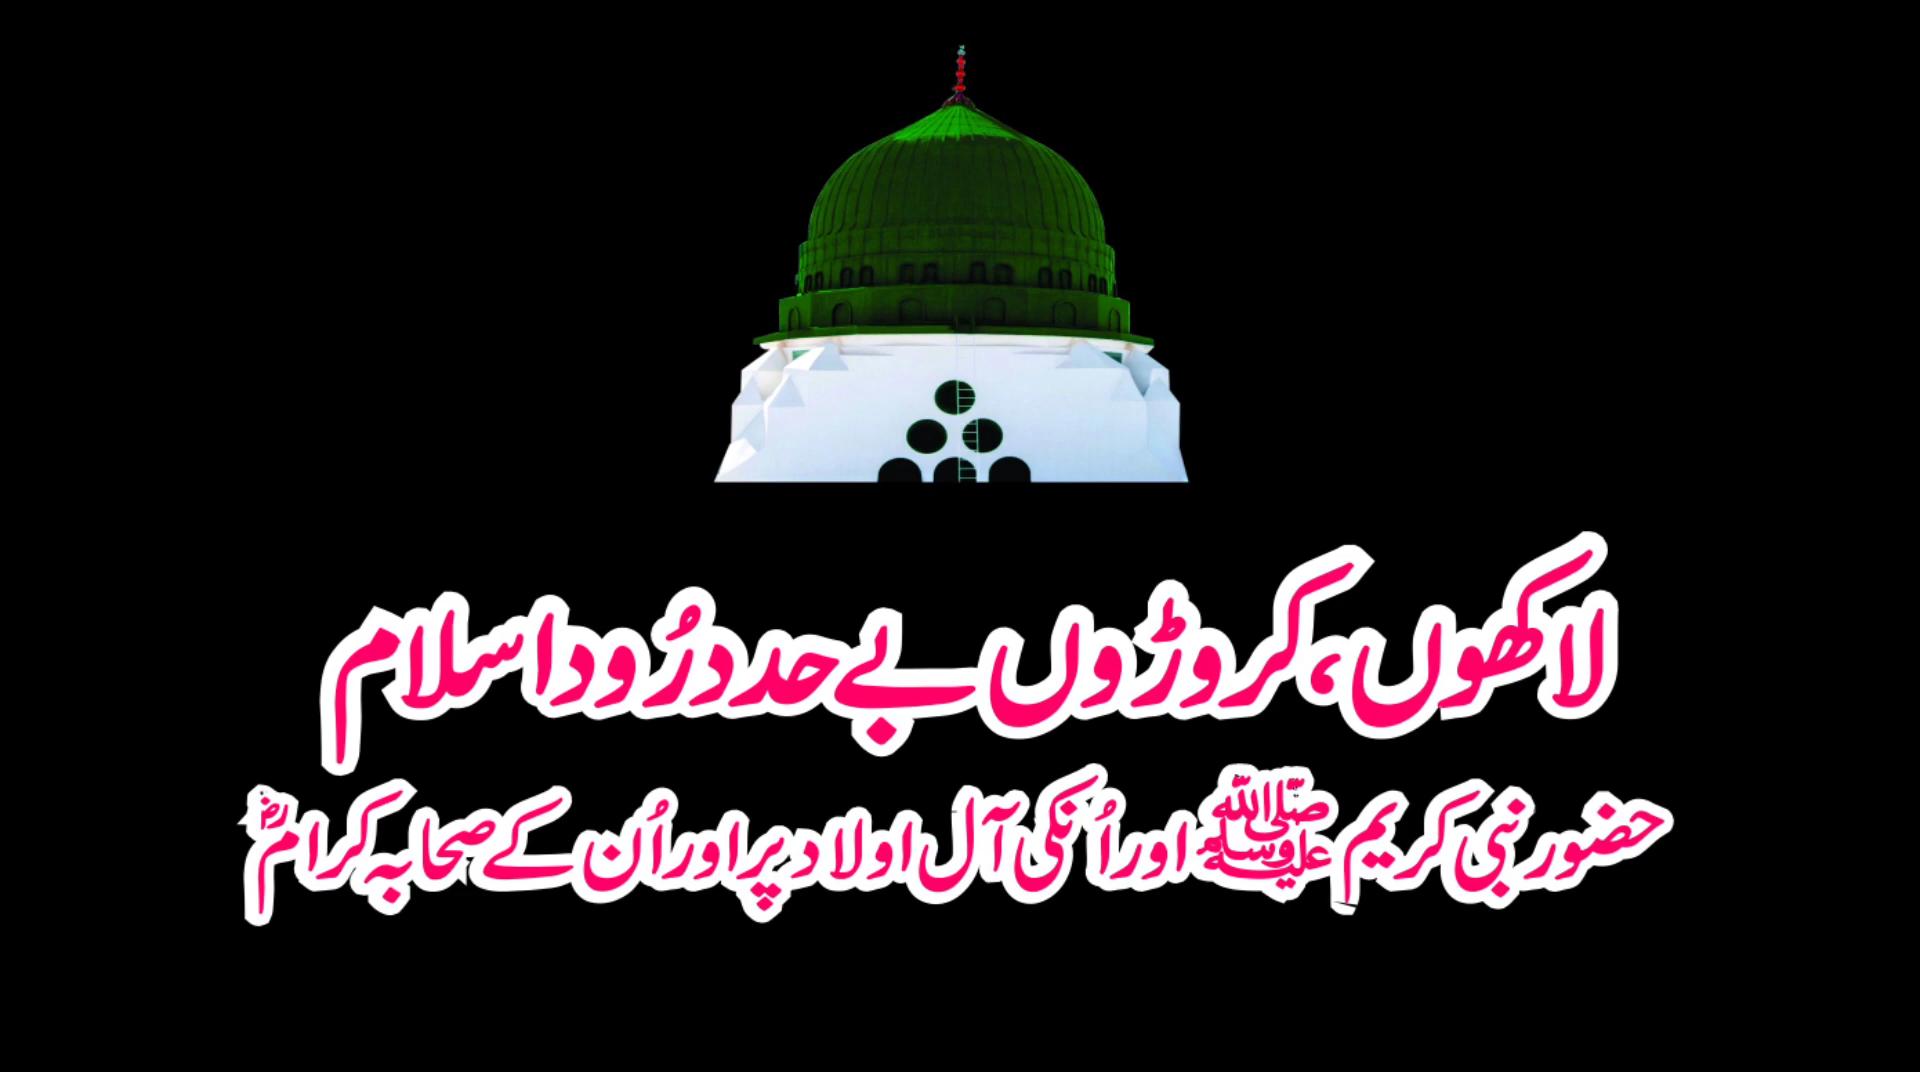 لاکھوں، کروڑوں بے حد درُود اسلام
حضور نبی کریمِ ﷺ اور اُنکی آل اولاد پر اور اُن کے صحابہ کرامؓ